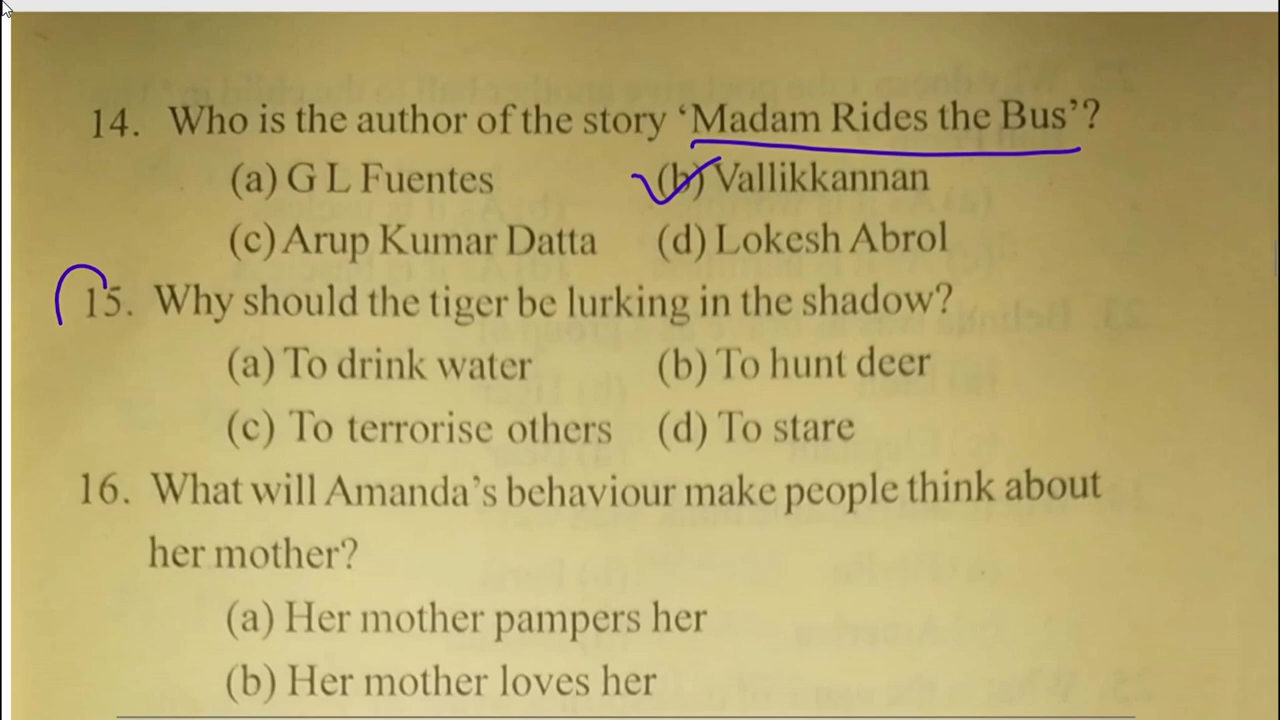 14. Who is the author of the story ‘Madam Rides the Bus’?
(a) G L Fuentes (b) Vallikkannan
(c) Arup Kumar Datta (d) Lokesh Abrol
15. Why should the tiger be lurking in the shadow?
(a) To drink water (b) To hunt deer
(c) To terrorise others (d) To stare
16. What will Amanda’s behaviour make people think about
her mother?
(a) Her mother pampers her
(b) Her mother loves her